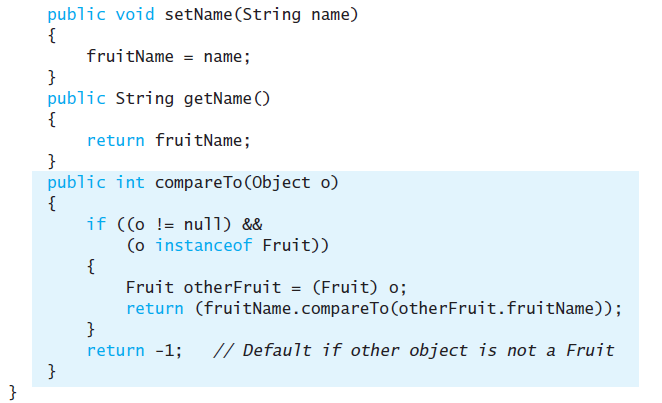 public void setName(String name)
{
fruitName = name;
}
public String getName()
{
return fruitName;
}
public int compareTo(Object o)
{
if ((o != null) &&
(o instanceof Fruit))
{
Fruit otherFruit = (Fruit) o;
return (fruitName.compareTo(otherFruit.fruitName));
}
return -1; // Default if other object is not a Fruit
}
}